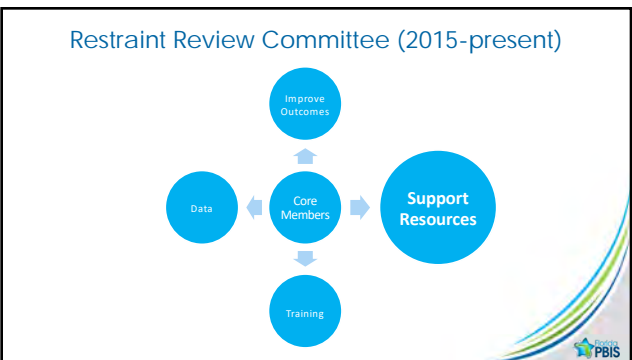 Restraint Review Committee (2015-present)
Improve
Outcomes
Data
Core
Members
Support
Resources
Training
Florida
PBIS